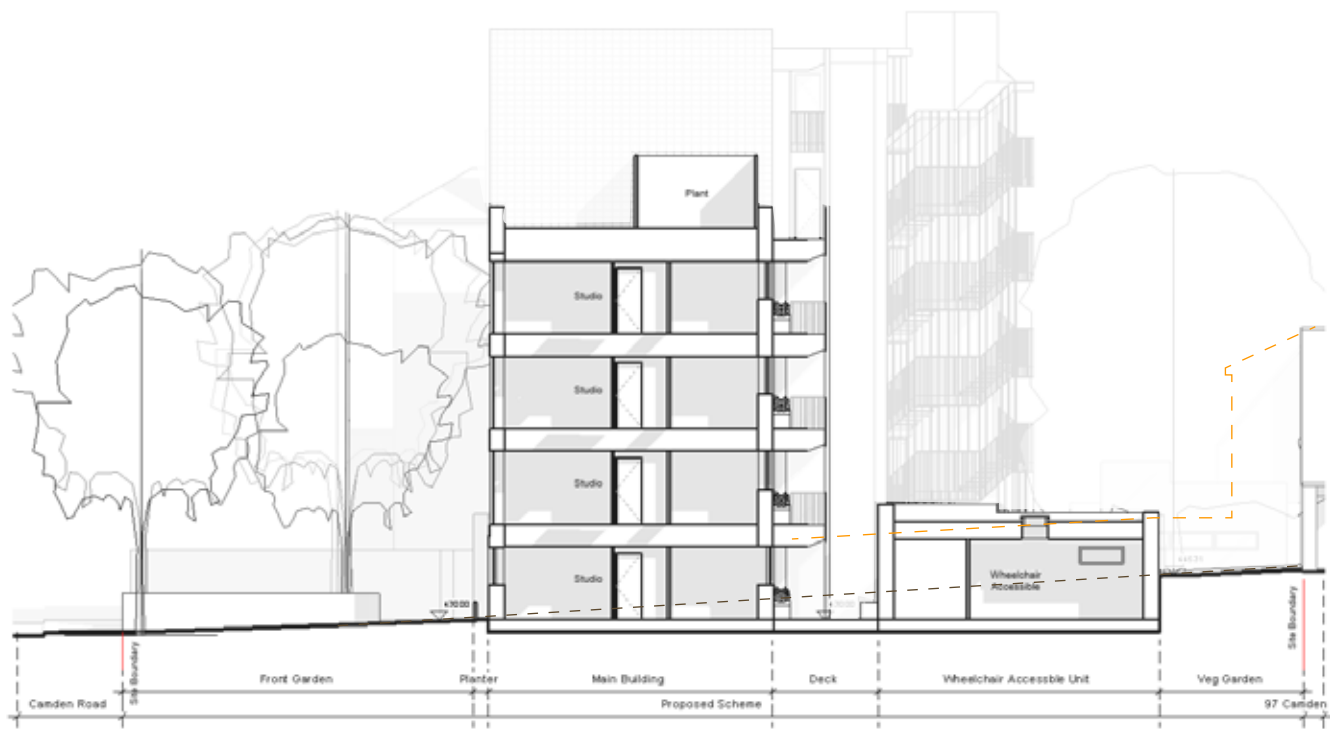 Plant
Studio
Studio
Studio
Studio
Wheelchair
Accessible
Site Boundary
Site Boundary
Front Garden
Planter
Main Building
Deck
Wheelchair Accessble Unit
Veg Garden
Camden Road
Proposed Scheme
97 Camden